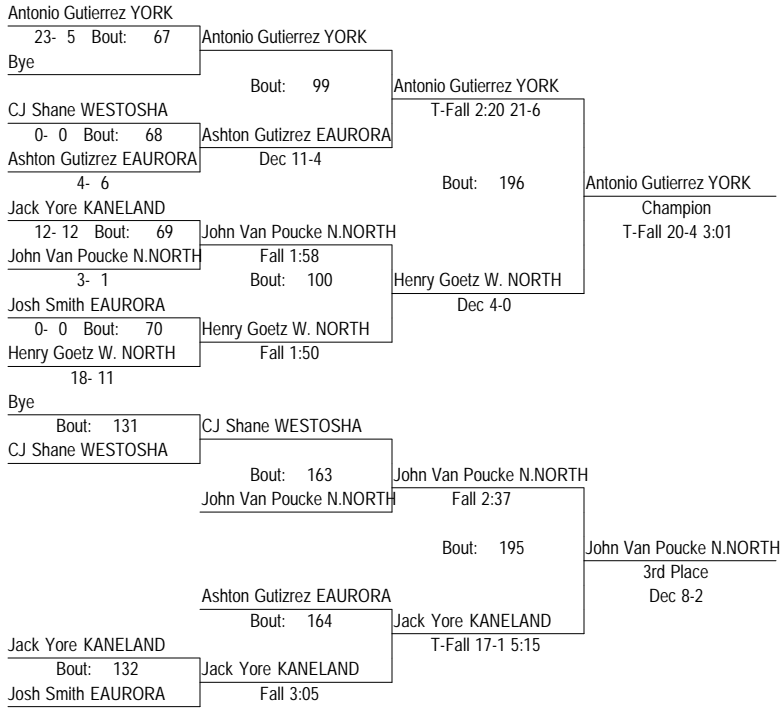 Antonio Gutierrez YORK
23- 5 Bout: 67
Antonio Gutierrez YORK
Bye
Bout: 99
Antonio Gutierrez YORK
CJ Shane WESTOSHA
T-Fall 2:20 21-6
0- 0 Bout: 68
Ashton Gutizrez EAURORA
Ashton Gutizrez EAURORA
Dec 11-4
4- 6
Bout: 196
Antonio Gutierrez YORK
Jack Yore KANELAND
Champion
12- 12 Bout: 69
John Van Poucke N.NORTH
T-Fall 20-4 3:01
John Van Poucke N.NORTH
Fall 1:58
3- 1
Bout: 100
Henry Goetz W. NORTH
Josh Smith EAURORA
Dec 4-0
0- 0 Bout: 70
Henry Goetz W. NORTH
Henry Goetz W. NORTH
Fall 1:50
18- 11
Bye
Bout: 131
CJ Shane WESTOSHA
CJ Shane WESTOSHA
Bout: 163
John Van Poucke N.NORTH
John Van Poucke N.NORTH
Fall 2:37
Bout: 195
John Van Poucke N.NORTH
3rd Place
Ashton Gutizrez EAURORA
Dec 8-2
Bout: 164
Jack Yore KANELAND
Jack Yore KANELAND
T-Fall 17-1 5:15
Bout: 132
Jack Yore KANELAND
Josh Smith EAURORA
Fall 3:05